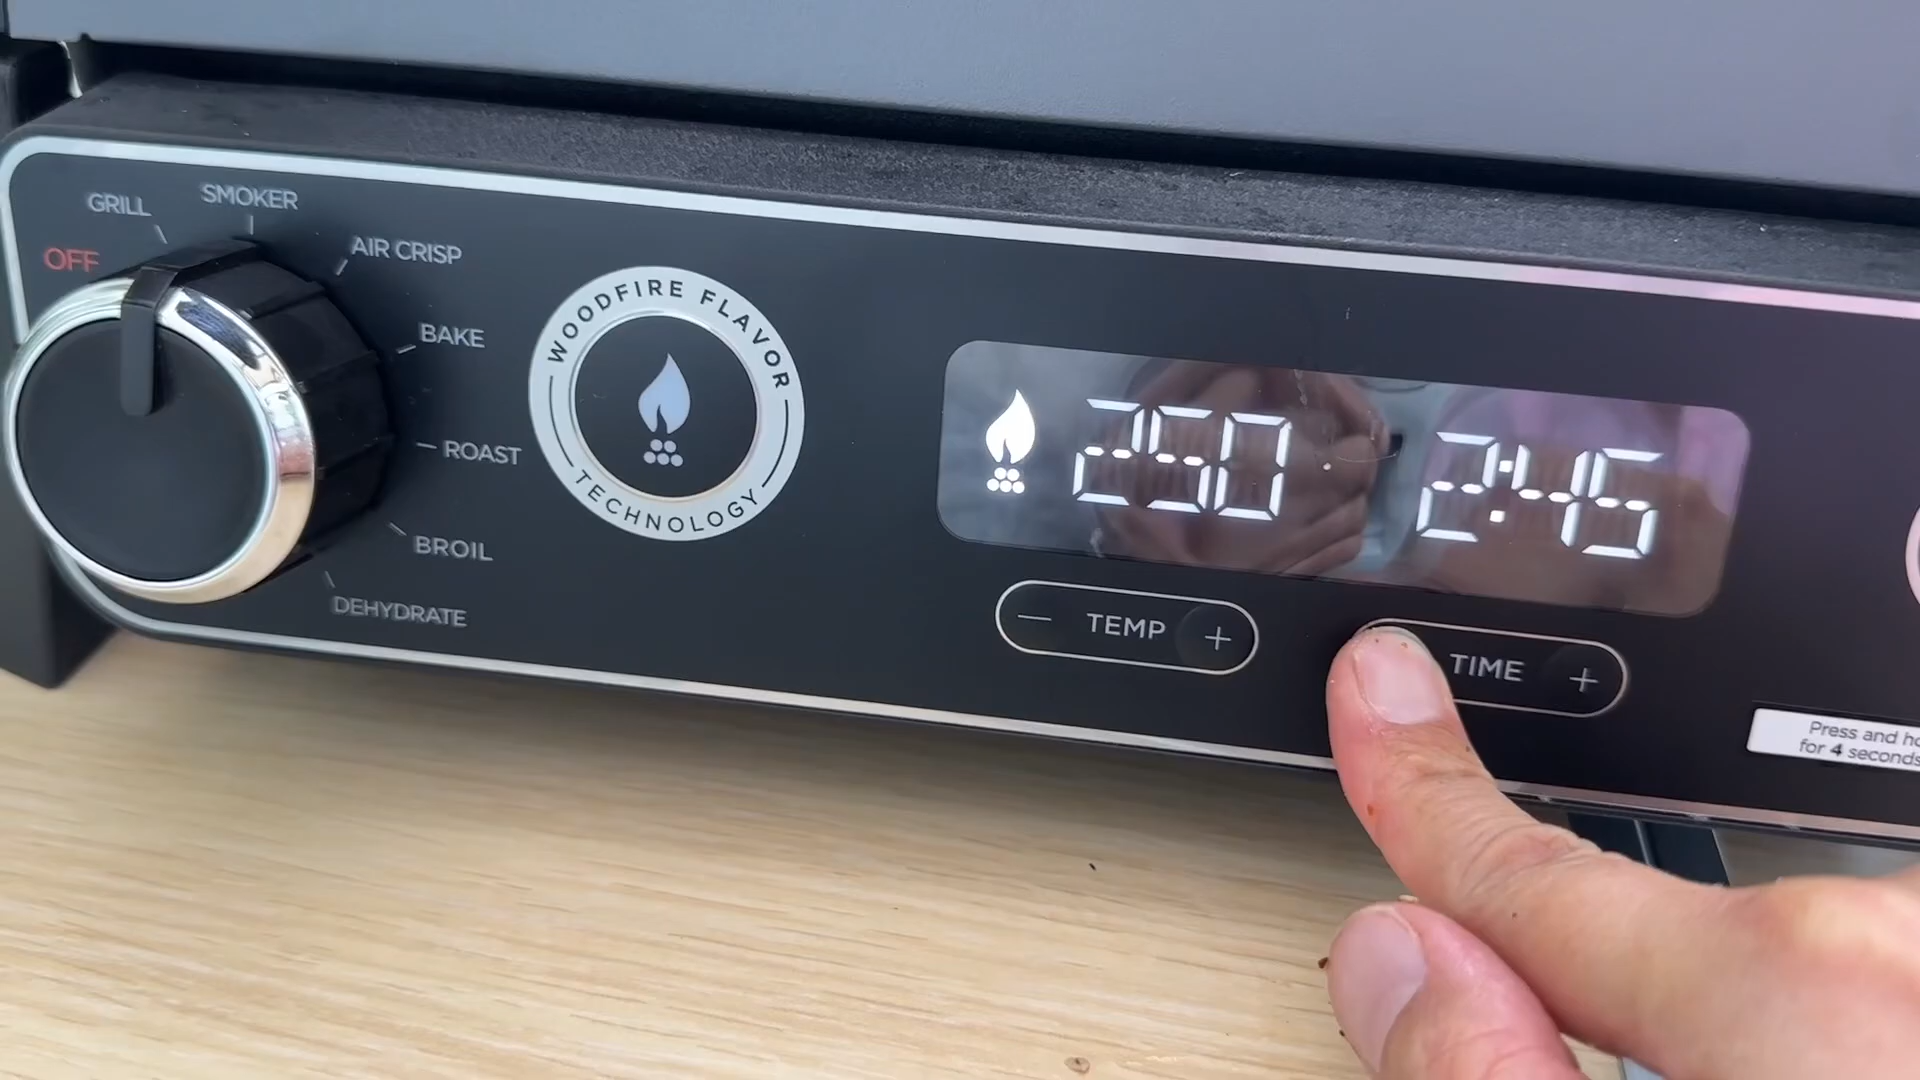 OFF
GRILL
SMOKER
AIR CRISP
BAKE
ROAST
BROIL
DEHYDRATE
WOODFIRE FLAVOR
TECHNOLOGY
250
2:45
— TEMP +
TIME +
Press and
for 4 seconds